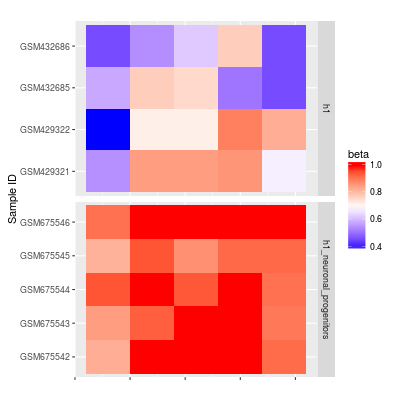 GSM432686
GSM432685
GSM429322
GSM429321
h1
GSM675546
GSM675545
GSM675544
GSM675543
GSM675542
h1_neuronal_progenitors
Sample ID
beta
1.0
0.8
0.6
0.4